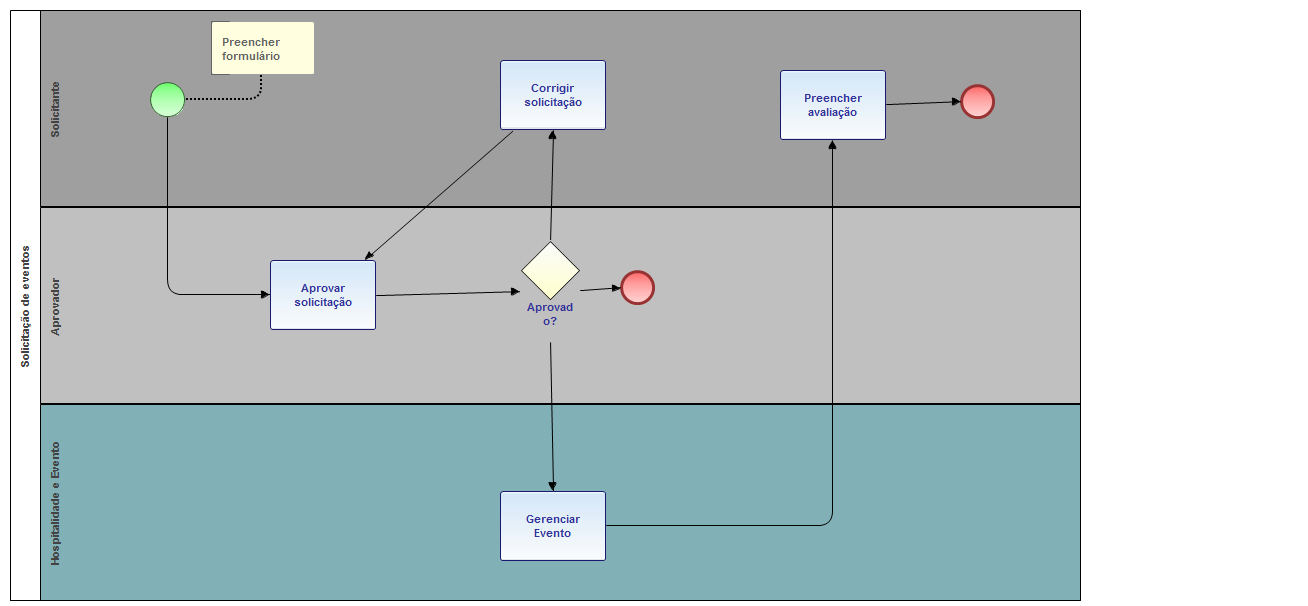 Solicitação de eventos
Solicitante
Preencher
formulário
Corrigir
solicitação
Preencher
avaliação
Aprovador
Aprovar
solicitação
Aprovad
o?
Hospitalidade e Evento
Gerenciar
Evento